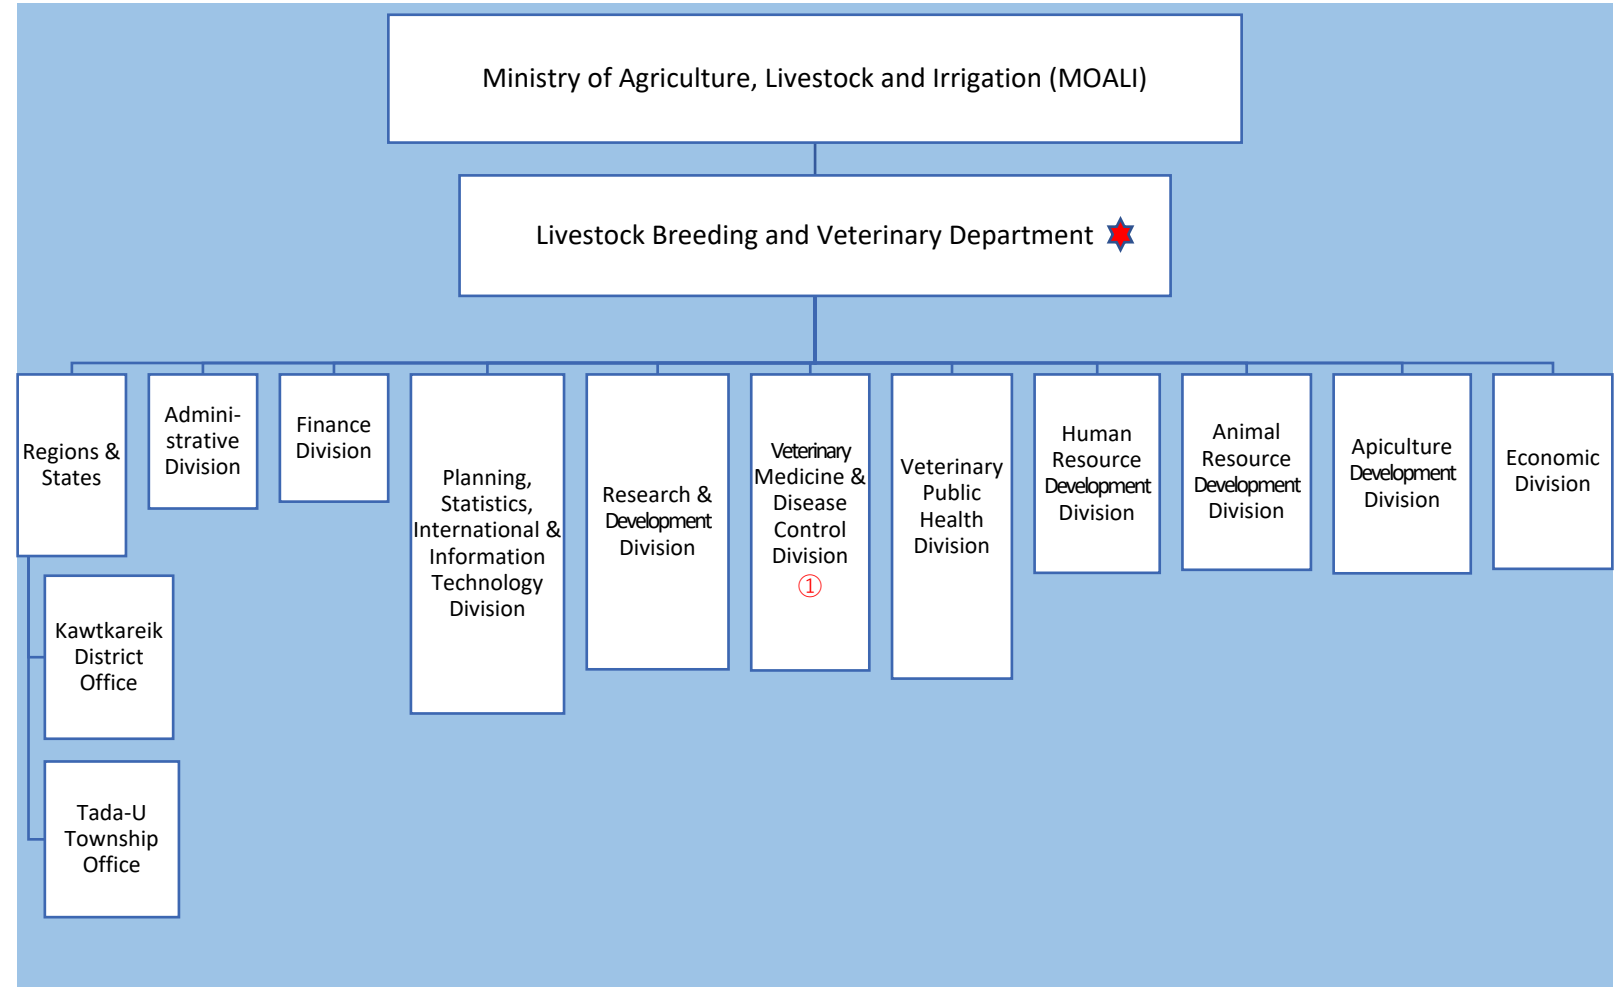 Ministry of Agriculture, Livestock and Irrigation (MOALI)
Livestock Breeding and Veterinary Department
Regions &
States
Admini-
strative
Division
Finance
Division
Planning,
Statistics,
International &
Information
Technology
Division
Research &
Development
Division
Veterinary
Medicine &
Disease
Control
Division
①
Veterinary
Public
Health
Division
Human
Resource
Development
Division
Animal
Resource
Development
Division
Apiculture
Development
Division
Economic
Division
Kawtkareik
District
Office
Tada-U
Township
Office